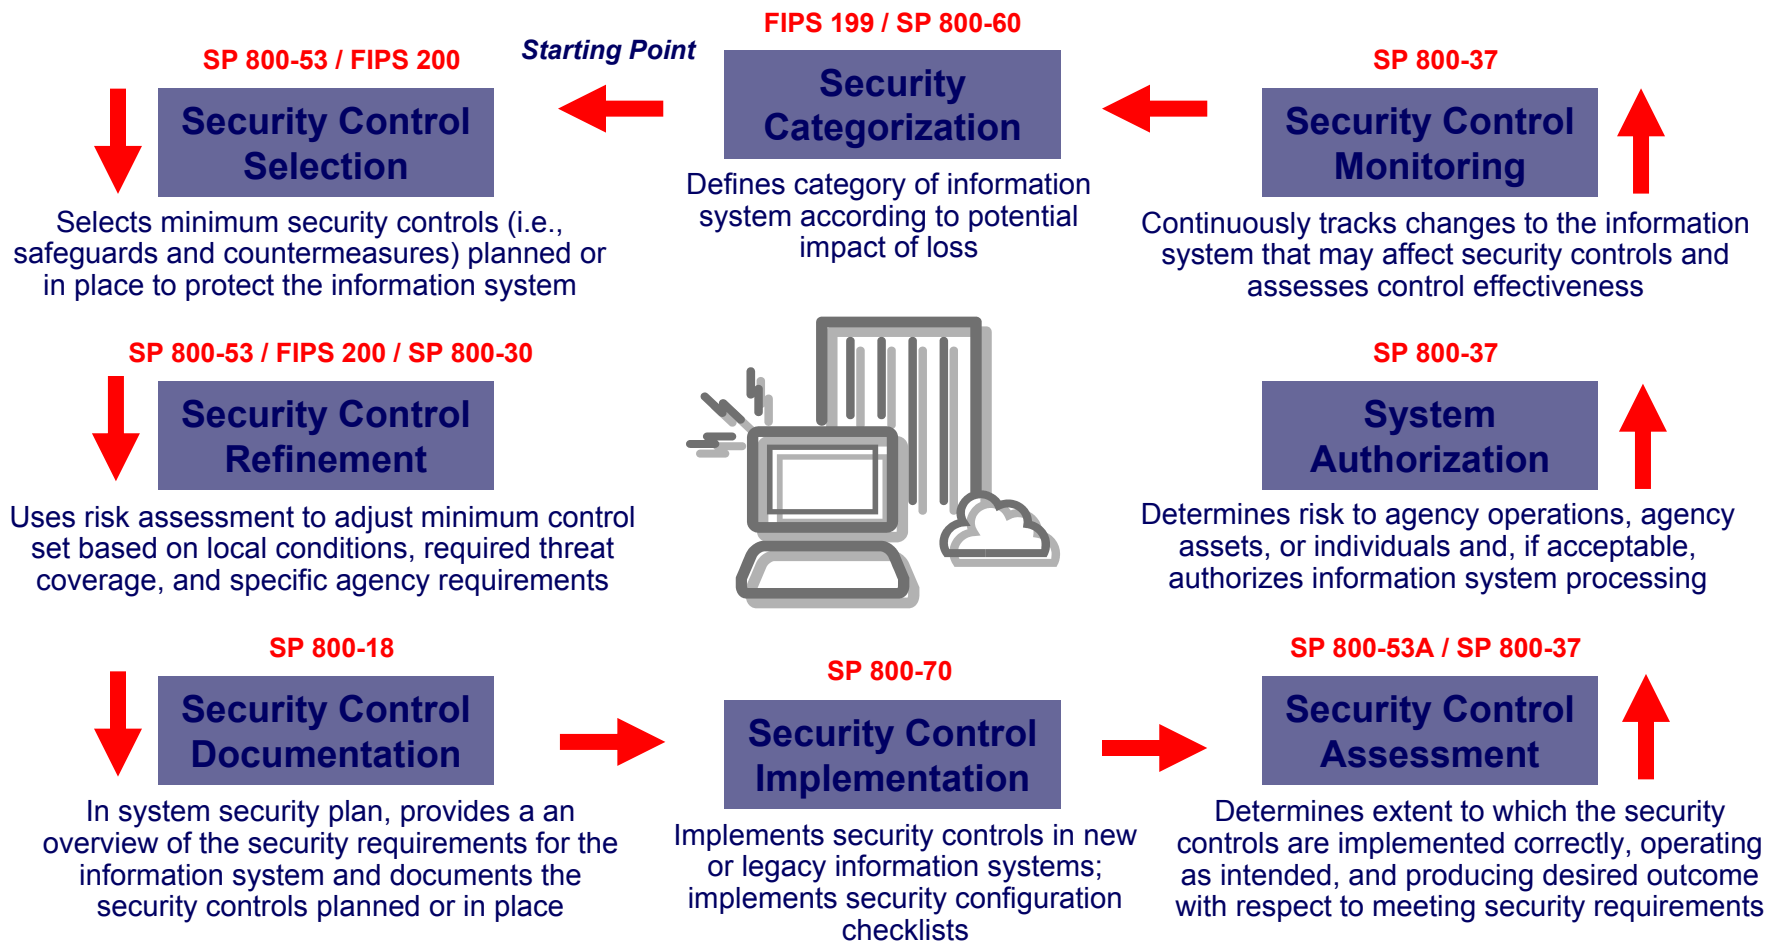 FIPS 199 / SP 800-60
Starting Point
Security
Categorization
Defines category of information
system according to potential
impact of loss
SP 800-53 / FIPS 200
Security Control
Selection
Selects minimum security controls (i.e.,
safeguards and countermeasures) planned or
in place to protect the information system
SP 800-53 / FIPS 200 / SP 800-30
Security Control
Refinement
Uses risk assessment to adjust minimum control
set based on local conditions, required threat
coverage, and specific agency requirements
SP 800-18
Security Control
Documentation
In system security plan, provides a an
overview of the security requirements for the
information system and documents the
security controls planned or in place
SP 800-70
Security Control
Implementation
Implements security controls in new
or legacy information systems;
implements security configuration
checklists
SP 800-53A / SP 800-37
Security Control
Assessment
Determines extent to which the security
controls are implemented correctly, operating
as intended, and producing desired outcome
with respect to meeting security requirements
SP 800-37
System
Authorization
Determines risk to agency operations, agency
assets, or individuals and, if acceptable,
authorizes information system processing
SP 800-37
Security Control
Monitoring
Continuously tracks changes to the information
system that may affect security controls and
assesses control effectiveness